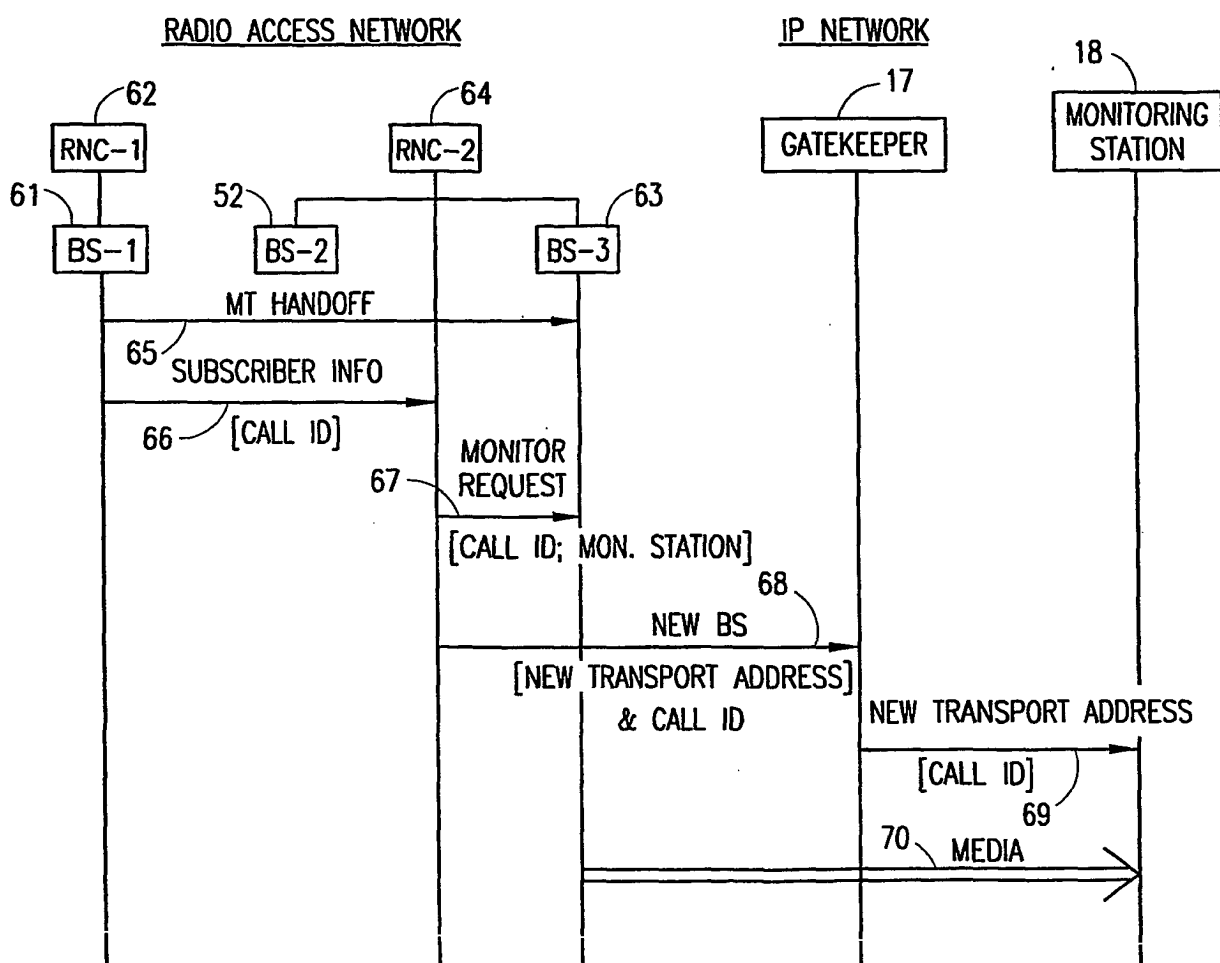 RADIO ACCESS NETWORK
IP NETWORK
62
64
17
18
RNC-1
RNC-2
GATEKEEPER
MONITORING
STATION
61
52
63
BS-1
BS-2
BS-3
MT HANDOFF
65
SUBSCRIBER INFO
66
[CALL ID]
MONITOR
REQUEST
67
[CALL ID; MON. STATION]
68
NEW BS
[NEW TRANSPORT ADDRESS]
& CALL ID
NEW TRANSPORT ADDRESS
[CALL ID]
69
70
MEDIA